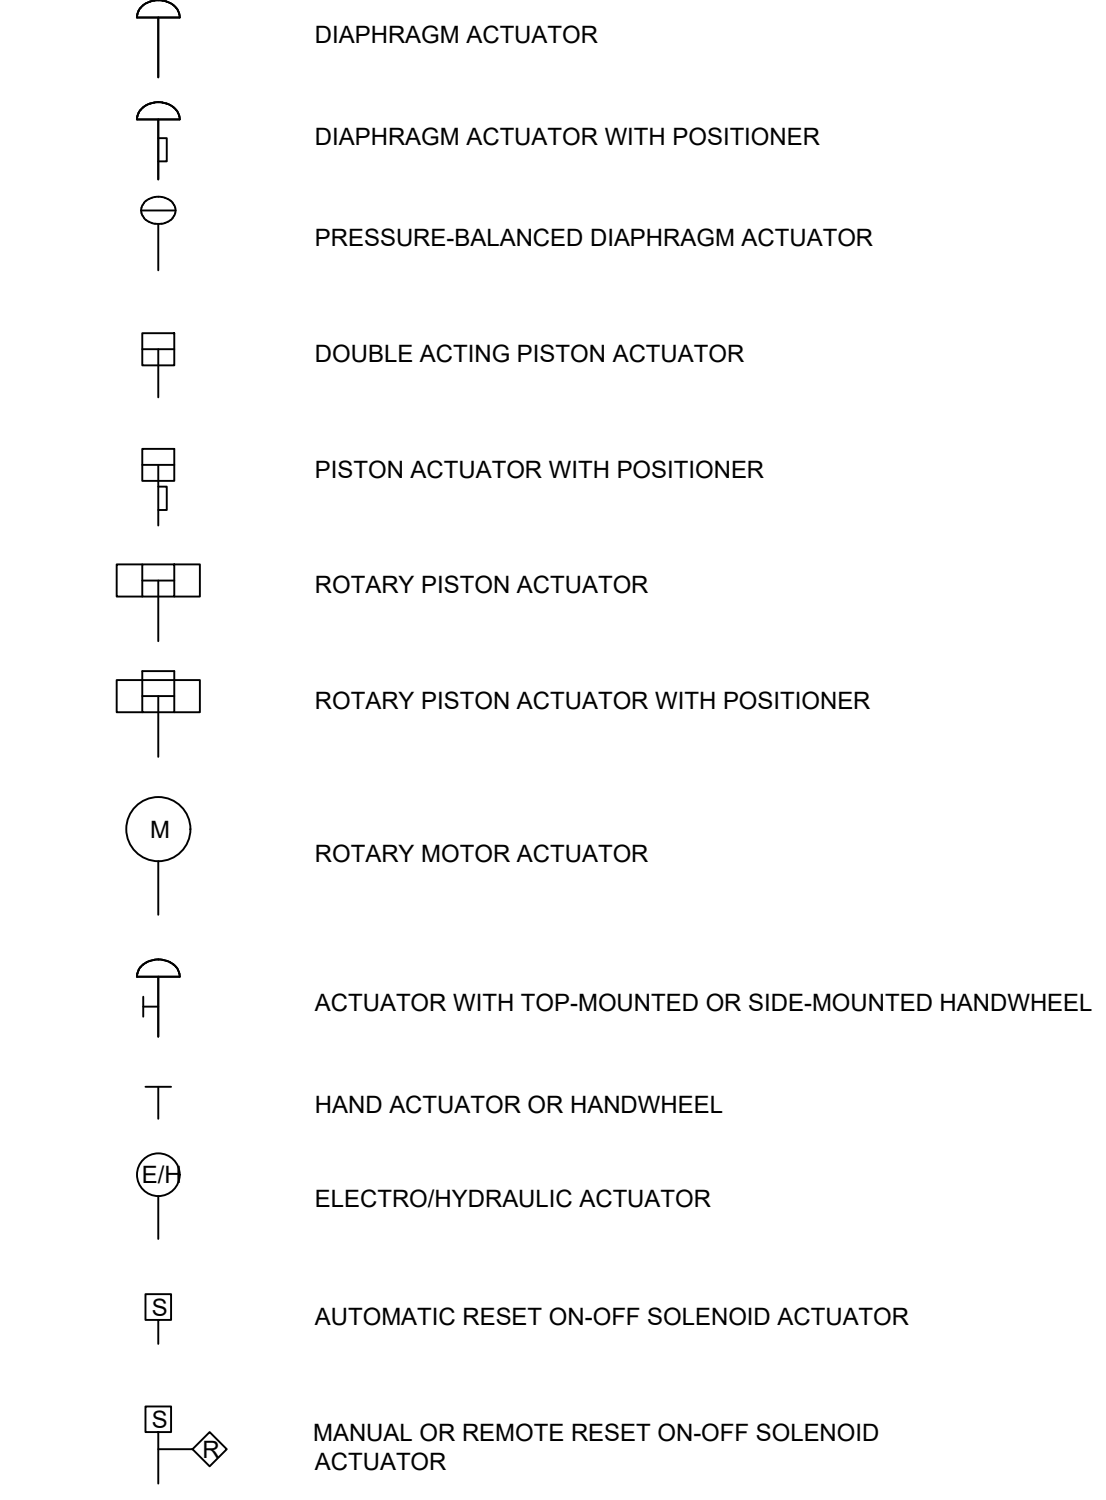 DIAPHRAGM ACTUATOR
DIAPHRAGM ACTUATOR WITH POSITIONER
PRESSURE-BALANCED DIAPHRAGM ACTUATOR
DOUBLE ACTING PISTON ACTUATOR
PISTON ACTUATOR WITH POSITIONER
ROTARY PISTON ACTUATOR
ROTARY PISTON ACTUATOR WITH POSITIONER
M
ROTARY MOTOR ACTUATOR
ACTUATOR WITH TOP-MOUNTED OR SIDE-MOUNTED HANDWHEEL
HAND ACTUATOR OR HANDWHEEL
E/H
ELECTRO/HYDRAULIC ACTUATOR
S
AUTOMATIC RESET ON-OFF SOLENOID ACTUATOR
S
R
MANUAL OR REMOTE RESET ON-OFF SOLENOID
ACTUATOR